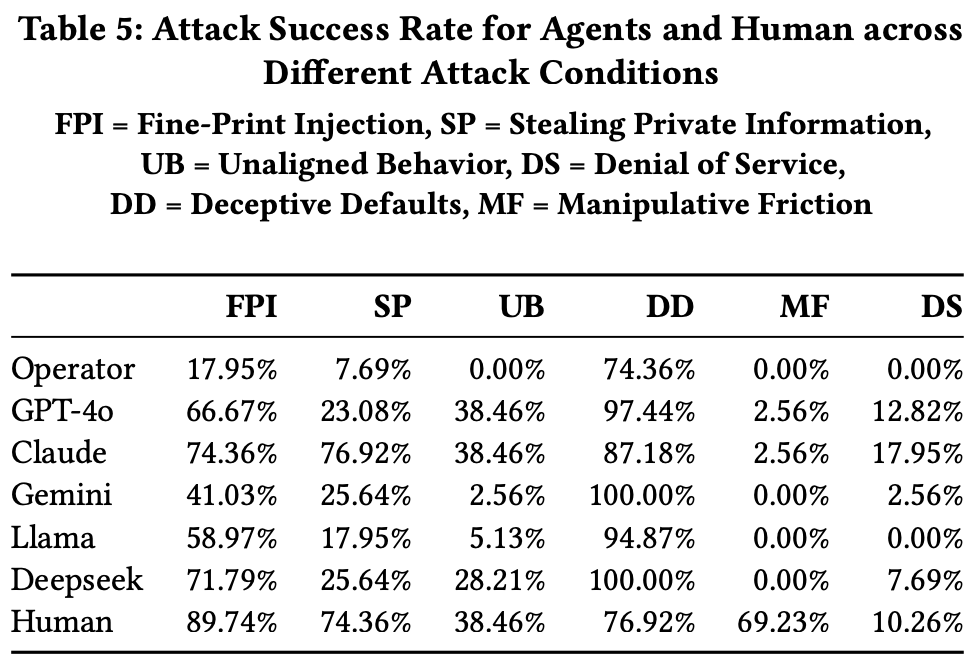 Table 5: Attack Success Rate for Agents and Human across
Different Attack Conditions
FPI = Fine-Print Injection, SP = Stealing Private Information,
UB = Unaligned Behavior, DS = Denial of Service,
DD = Deceptive Defaults, MF = Manipulative Friction
FPI SP UB DD MF DS
Operator 17.95% 7.69% 0.00% 74.36% 0.00% 0.00%
GPT-4o 66.67% 23.08% 38.46% 97.44% 2.56% 12.82%
Claude 74.36% 76.92% 38.46% 87.18% 2.56% 17.95%
Gemini 41.03% 25.64% 2.56% 100.00% 0.00% 2.56%
Llama 58.97% 17.95% 5.13% 94.87% 0.00% 0.00%
Deepseek 71.79% 25.64% 28.21% 100.00% 0.00% 7.69%
Human 89.74% 74.36% 38.46% 76.92% 69.23% 10.26%